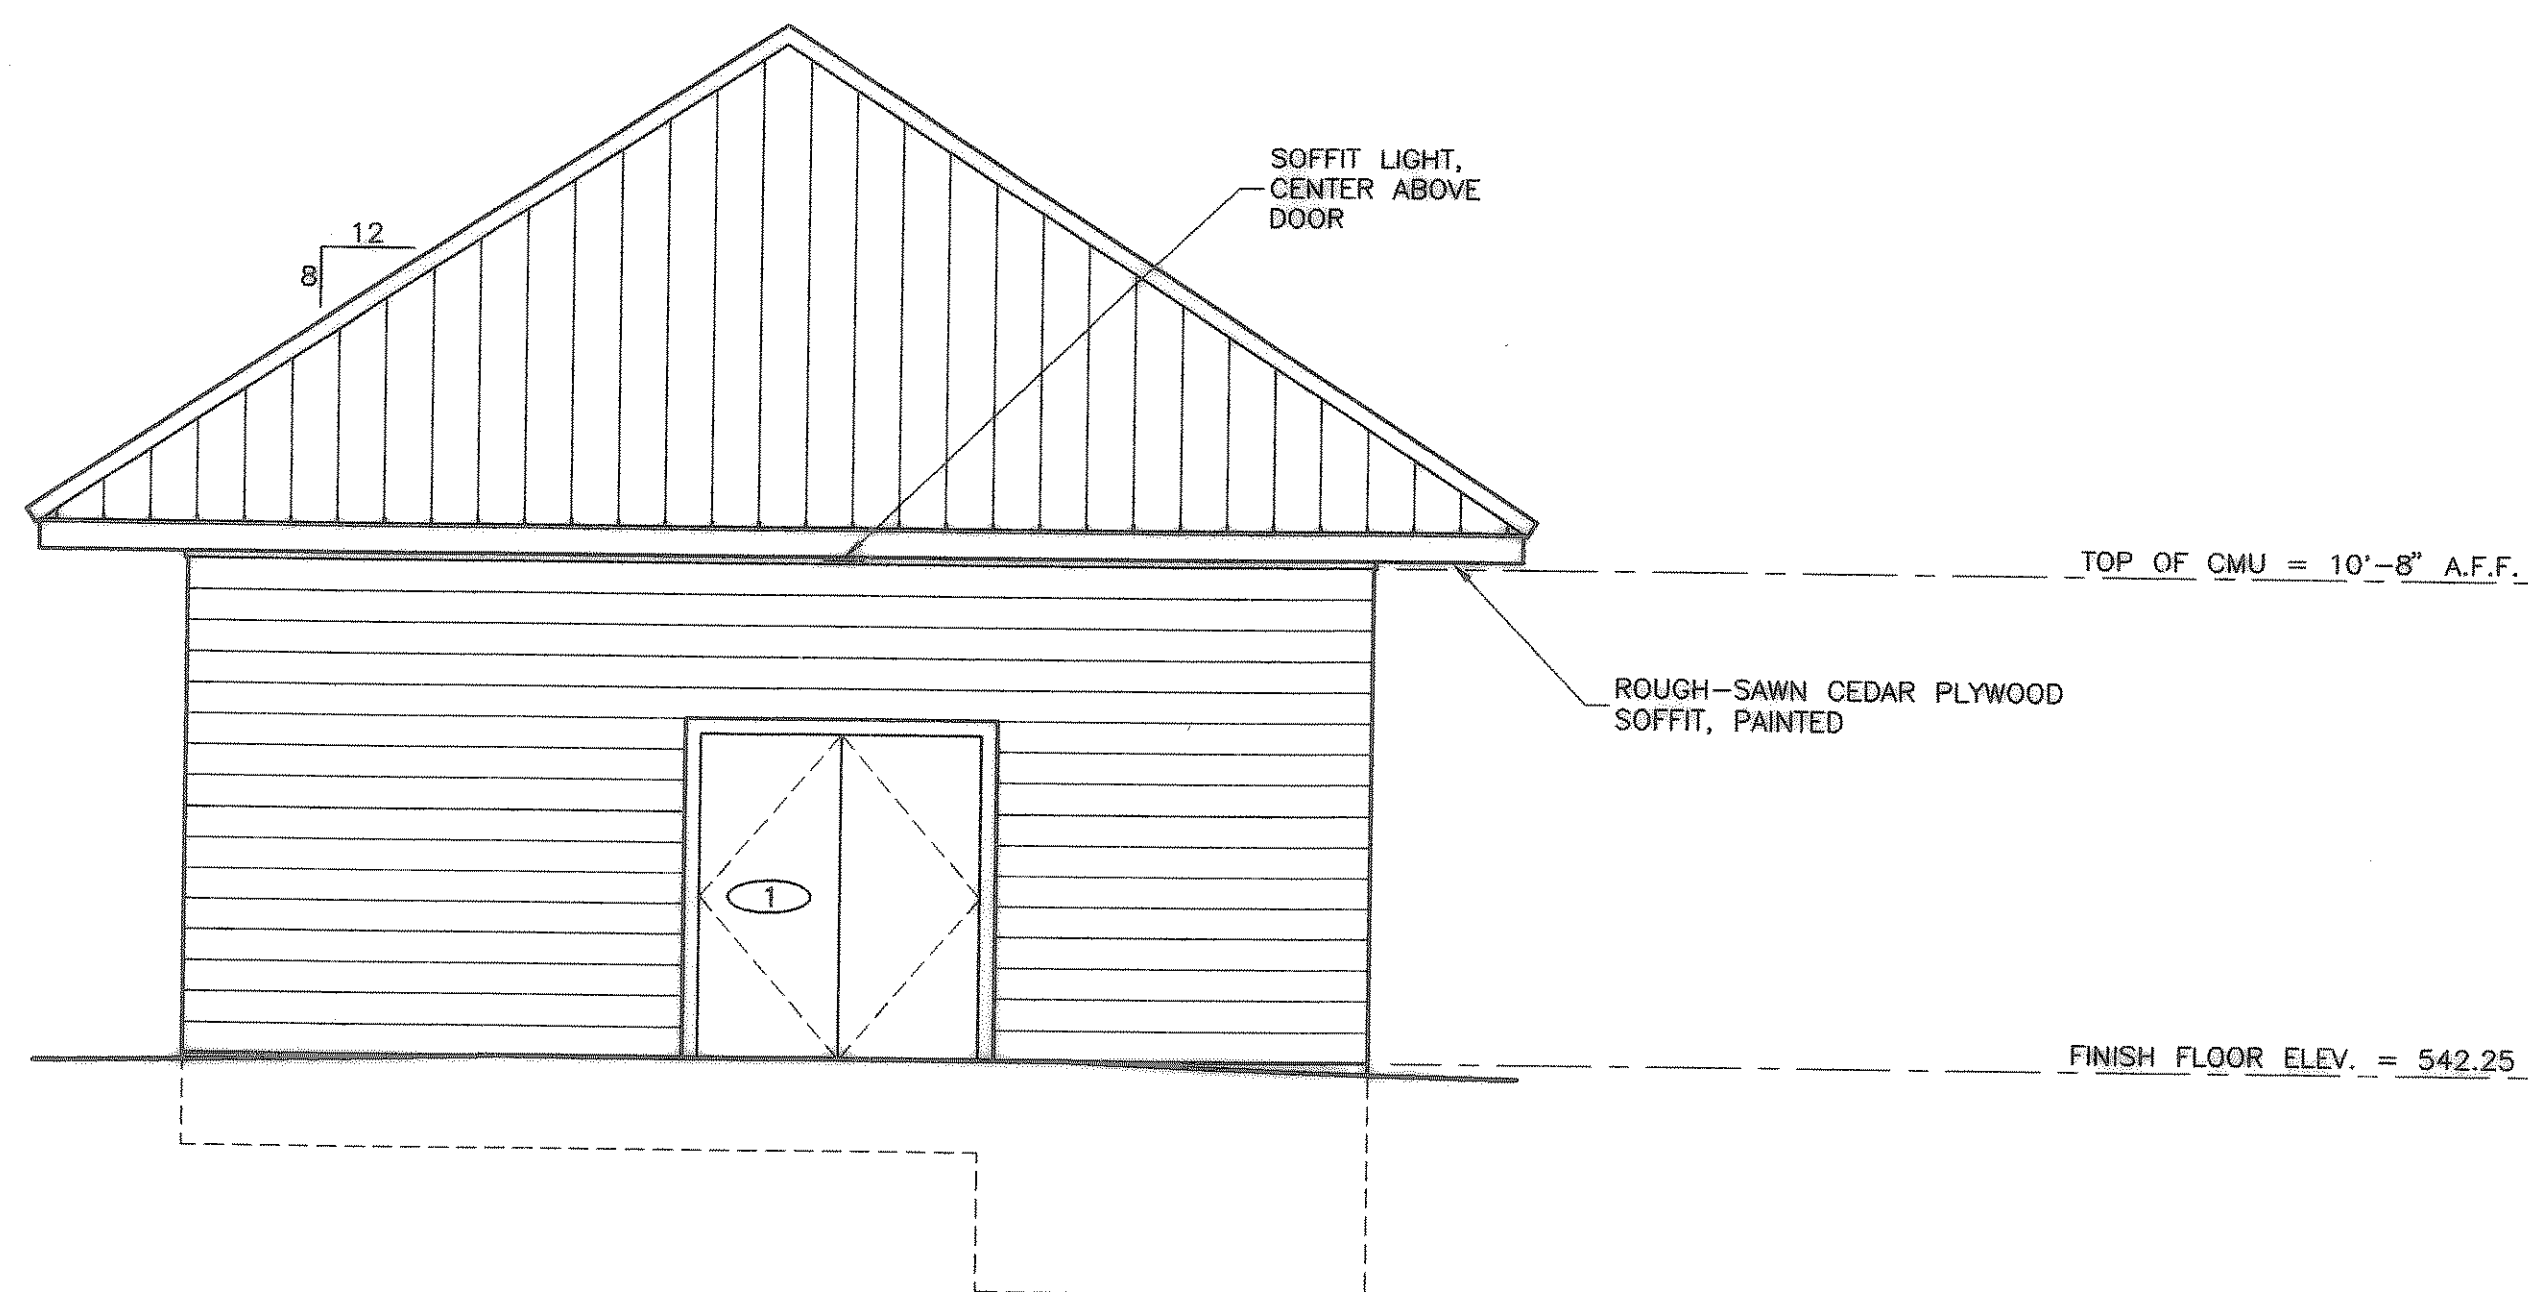 SOFFIT LIGHT,
CENTER ABOVE
DOOR
12
8
TOP OF CMU = 10'-8" A.F.F.
ROUGH-SAWN CEDAR PLYWOOD
SOFFIT, PAINTED
1
FINISH FLOOR ELEV. = 542.25